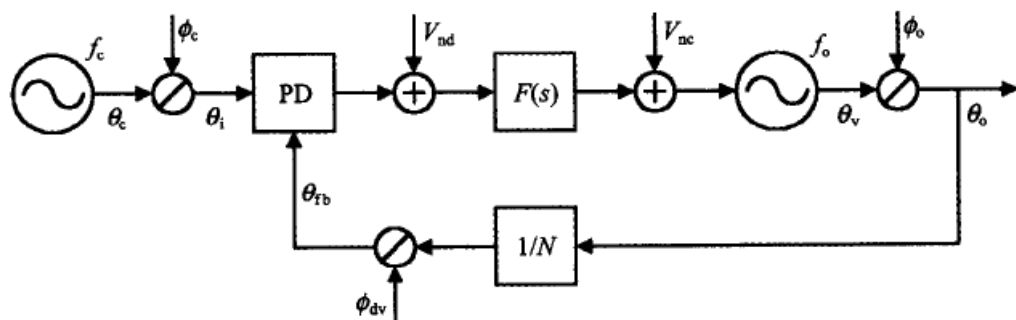 f_c
ϕ_c
V_nd
V_nc
f_o
ϕ_o
PD
+
F(s)
+
θ_c
θ_i
θ_v
θ_o
θ_fb
1/N
ϕ_dv